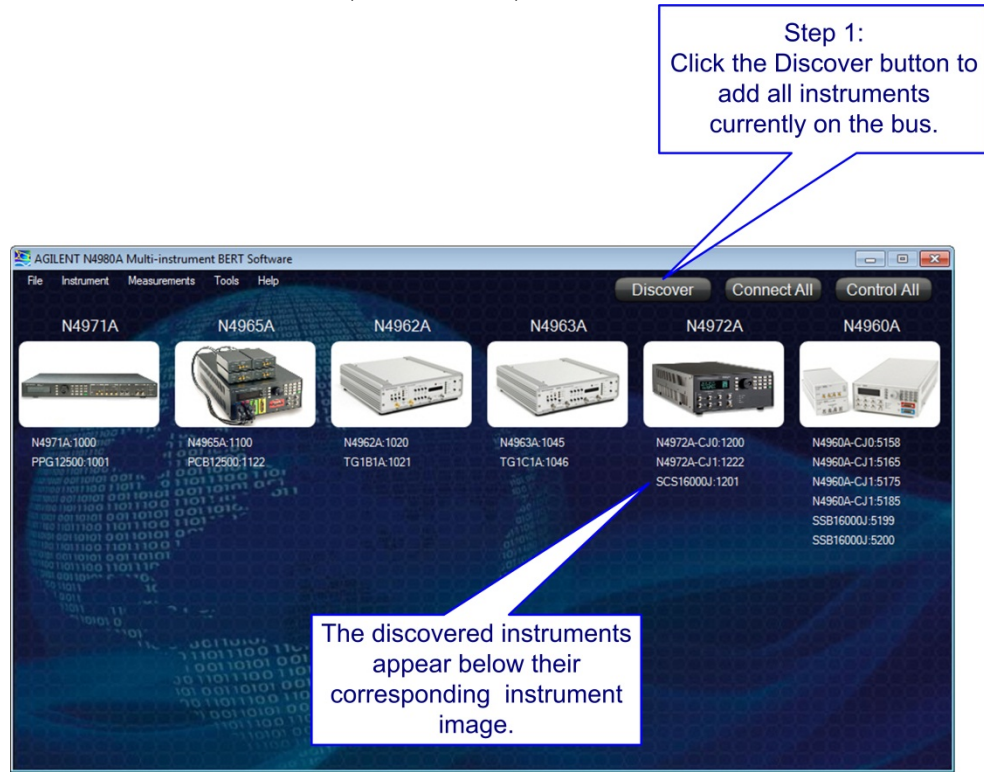 Step 1:
Click the Discover button to
add all instruments
currently on the bus.
AGILENT N4980A Multi-instrument BERT Software
File Instrument Measurements Tools Help
Discover Connect All Control All
N4971A N4965A N4962A N4963A N4972A N4960A
N4971A:1000 N4965A:1100 N4962A:1020 N4963A:1045 N4972A-CJ0:1200 N4960A-CJ0:5158
PPG12500:1001 PCB12500:1122 TG1B1A:1021 TG1C1A:1046 N4972A-CJ1:1222 N4960A-CJ1:5165
SCS16000J:1201 N4960A-CJ1:5175
N4960A-CJ1:5185
SSB16000J:5199
SSB16000J:5200
The discovered instruments
appear below their
corresponding instrument
image.